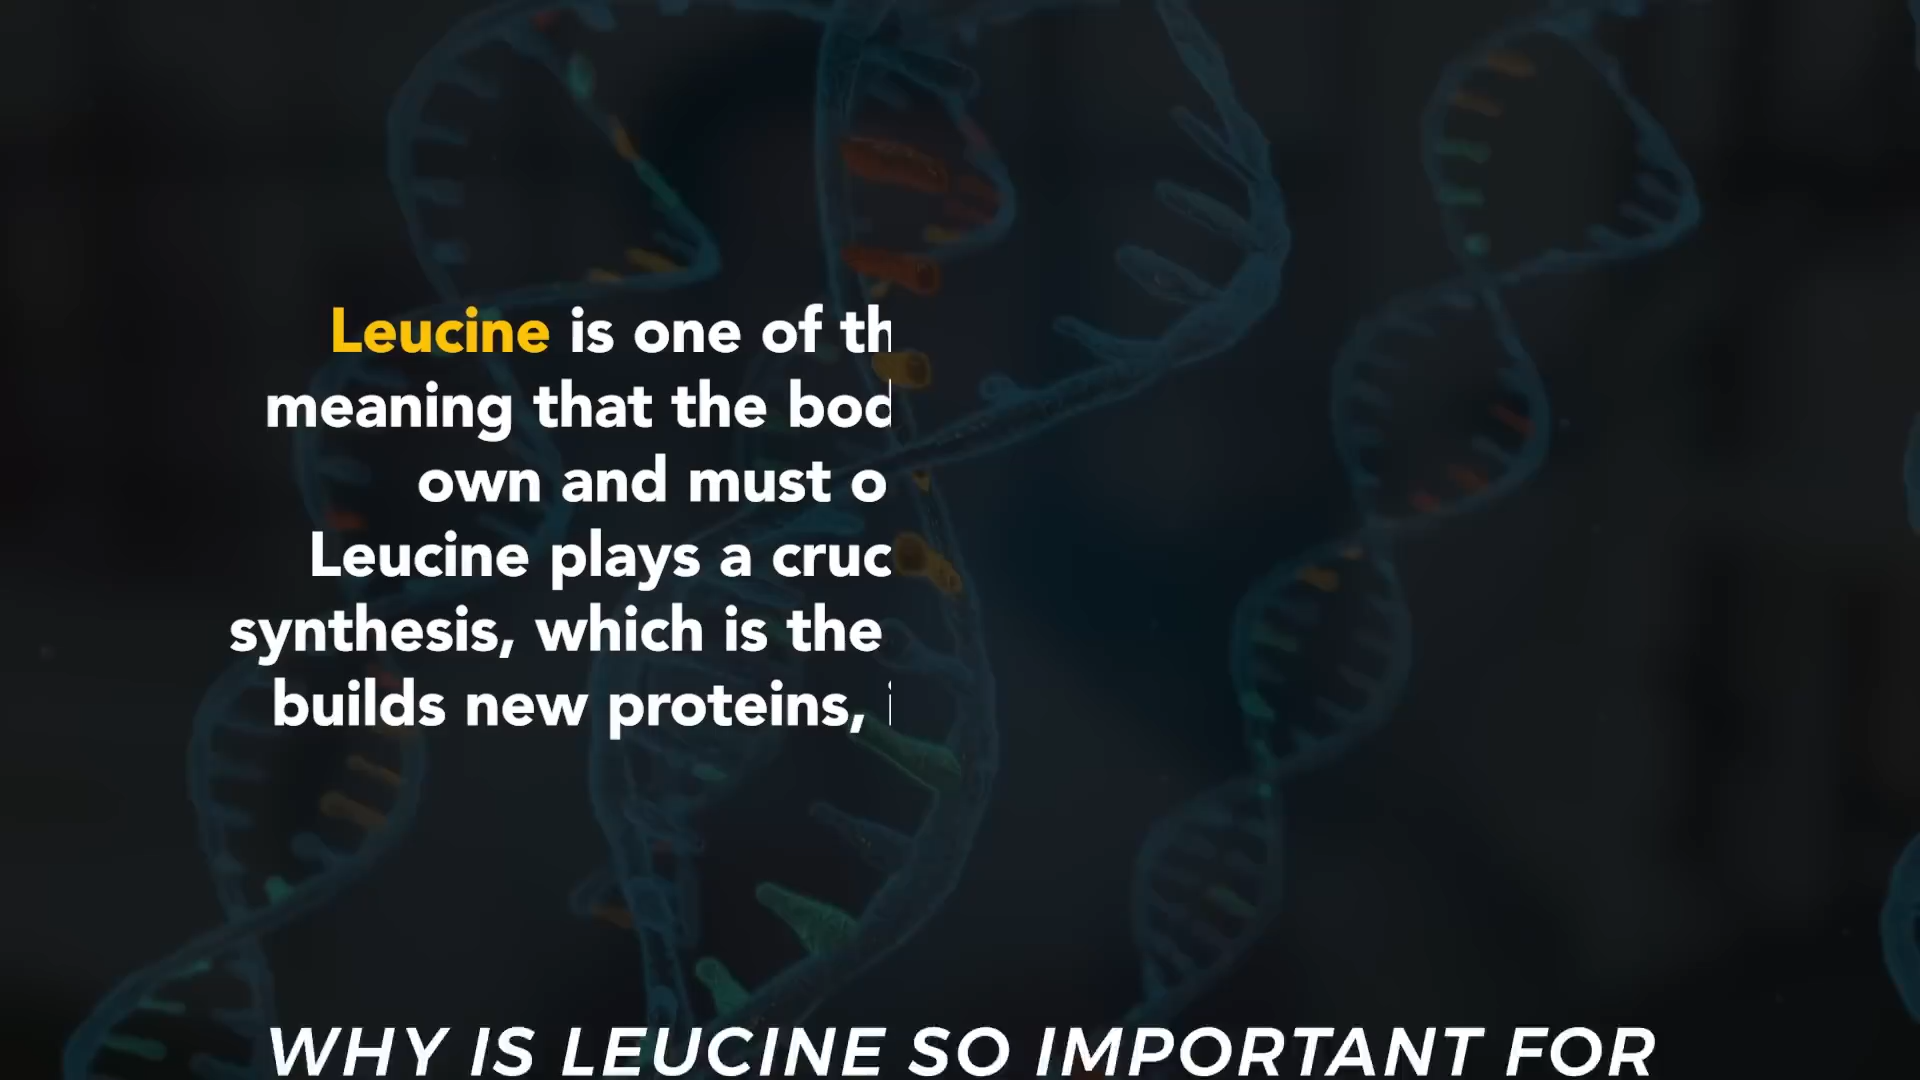 Leucine is one of th
meaning that the bod
own and must o
Leucine plays a cruc
synthesis, which is the
builds new proteins, i
WHY IS LEUCINE SO IMPORTANT FOR